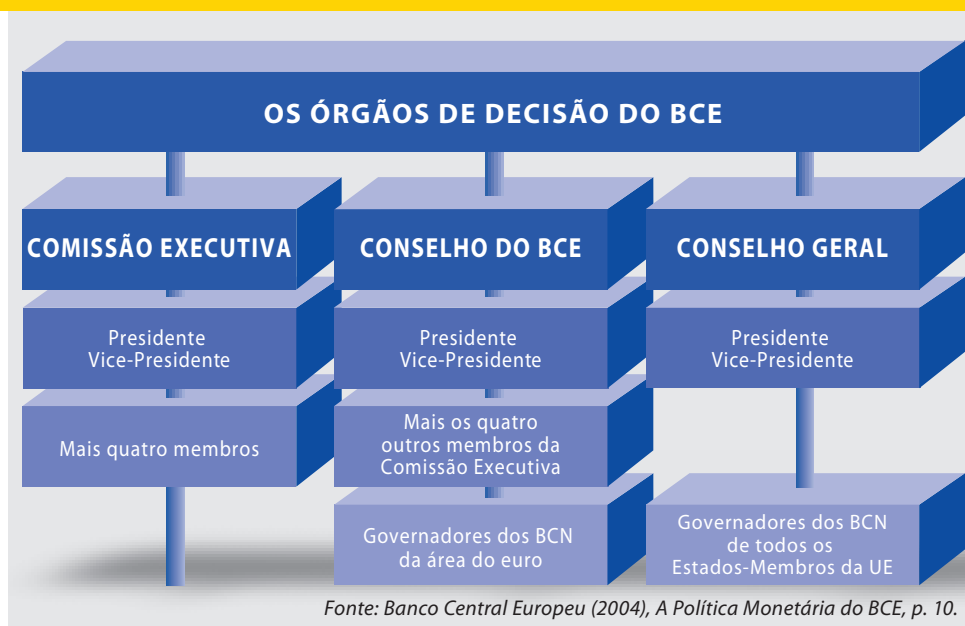 OS ÓRGÃOS DE DECISÃO DO BCE
COMISSÃO EXECUTIVA
Presidente
Vice-Presidente
Mais quatro membros
CONSELHO DO BCE
Presidente
Vice-Presidente
Mais os quatro
outros membros da
Comissão Executiva
Governadores dos BCN
da área do euro
CONSELHO GERAL
Presidente
Vice-Presidente
Governadores dos BCN
de todos os
Estados-Membros da UE
Fonte: Banco Central Europeu (2004), A Política Monetária do BCE, p. 10.